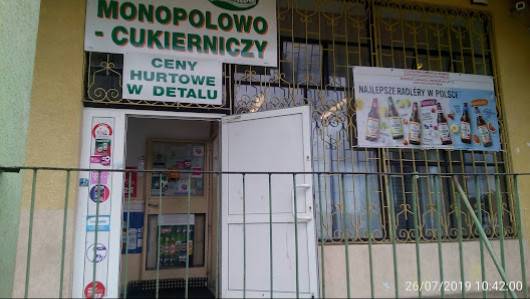 MONOPOLOWO
- CUKIERNICZY
CENY
HURTOWE
W DETALU
NAJLEPSZE RADLERY W POLSCE
26/07/2019 10:42:00